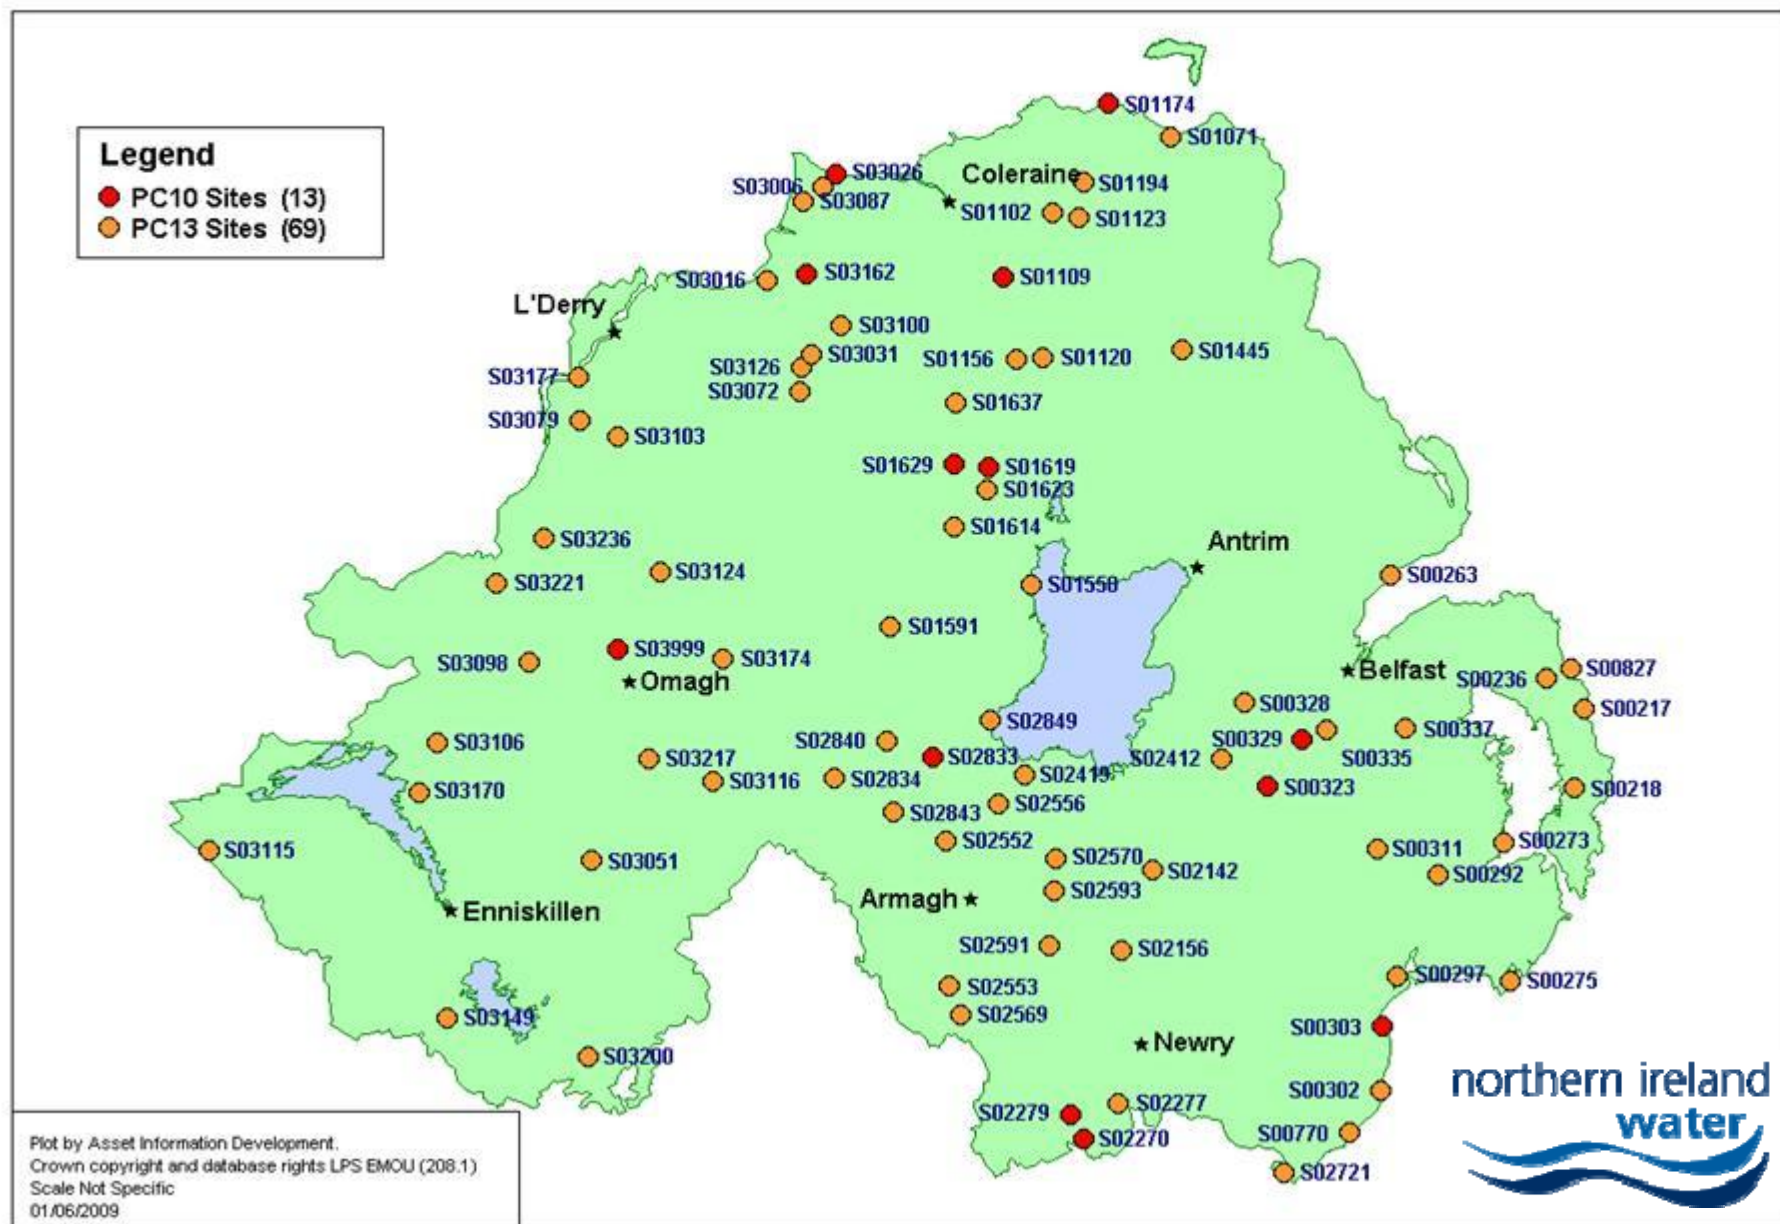 Legend
PC10 Sites (13)
PC13 Sites (69)
S01174
S01071
S03026
S03006
S03087
Coleraine
S01194
S01102
S01123
S03016
S03162
S01109
L'Derry
S03100
S03031
S03126
S03072
S01156
S01120
S01445
S03177
S01637
S03079
S03103
S01629
S01619
S01623
S01614
S03236
S03124
S03221
Antrim
S00263
S01558
S01591
S03999
S03174
S03098
Omagh
Belfast
S00827
S00236
S00217
S00328
S00337
S00329
S00335
S02849
S02840
S02833
S02412
S03106
S03217
S03116
S02834
S02419
S00323
S00218
S03170
S02843
S02556
S02552
S00273
S03115
S03051
S02570
S02142
S00311
S00292
S02593
Armagh
Enniskillen
S02591
S02156
S00297
S00275
S02553
S02569
S03149
S00303
Newry
S03200
S00302
S02279
S02277
S02270
S00770
S02721
northern ireland
water
Plot by Asset Information Development.
Crown copyright and database rights LPS EMOU (208.1)
Scale Not Specific
01/06/2009